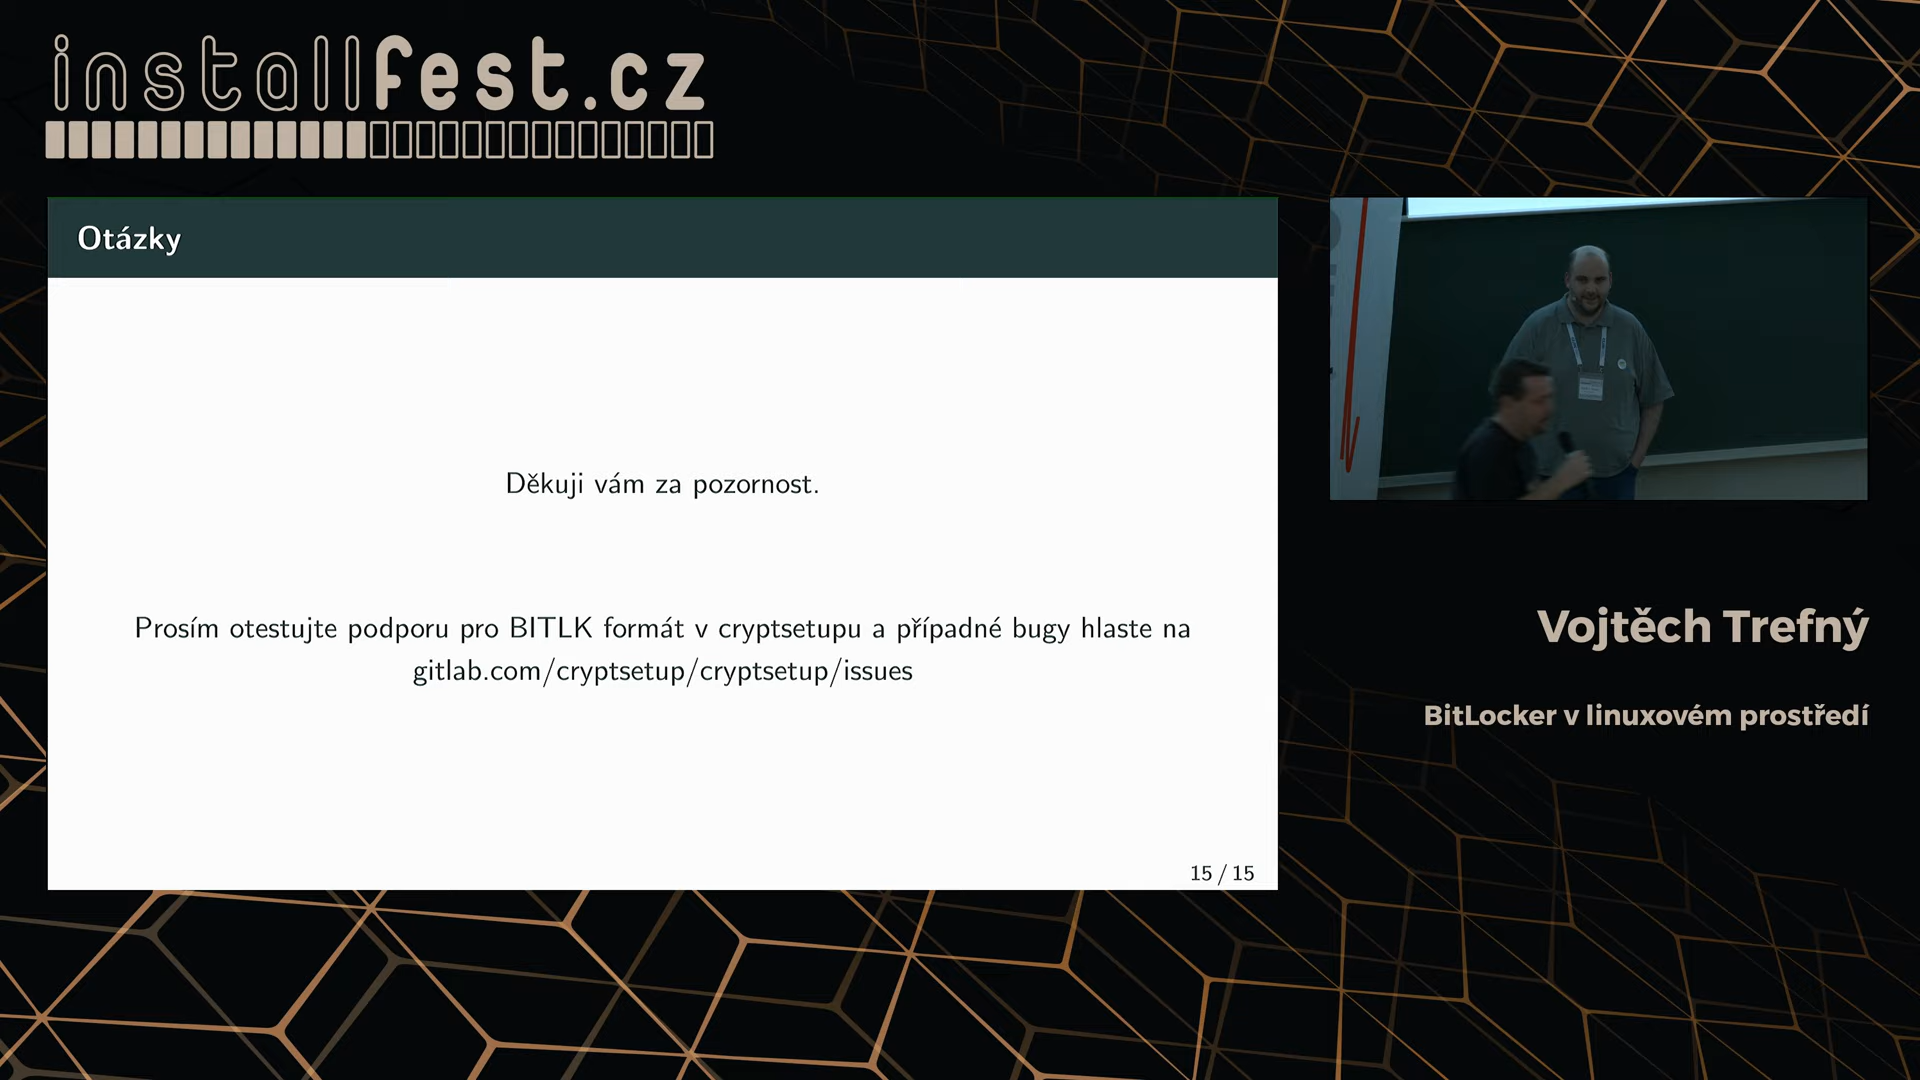 installfest.cz
Otázky
Děkuji vám za pozornost.
Prosím otestujte podporu pro BITLK formát v cryptsetupu a případné bugy hlaste na
gitlab.com/cryptsetup/cryptsetup/issues
15 / 15
Vojtěch Trefný
BitLocker v linuxovém prostředí